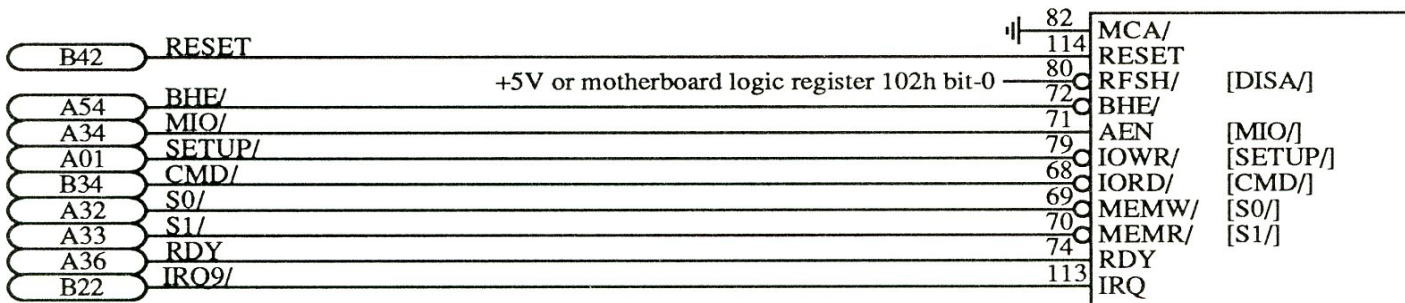 82 MCA/
B42 RESET 114 RESET
+5V or motherboard logic register 102h bit-0 80 RFSH/ [DISA/]
A54 BHE/ 72 BHE/
A34 MIO/ 71 AEN [MIO/]
A01 SETUP/ 79 IOWR/ [SETUP/]
B34 CMD/ 68 IORD/ [CMD/]
A32 S0/ 69 MEMW/ [S0/]
A33 S1/ 70 MEMR/ [S1/]
A36 RDY 74 RDY
B22 IRQ9/ 113 IRQ